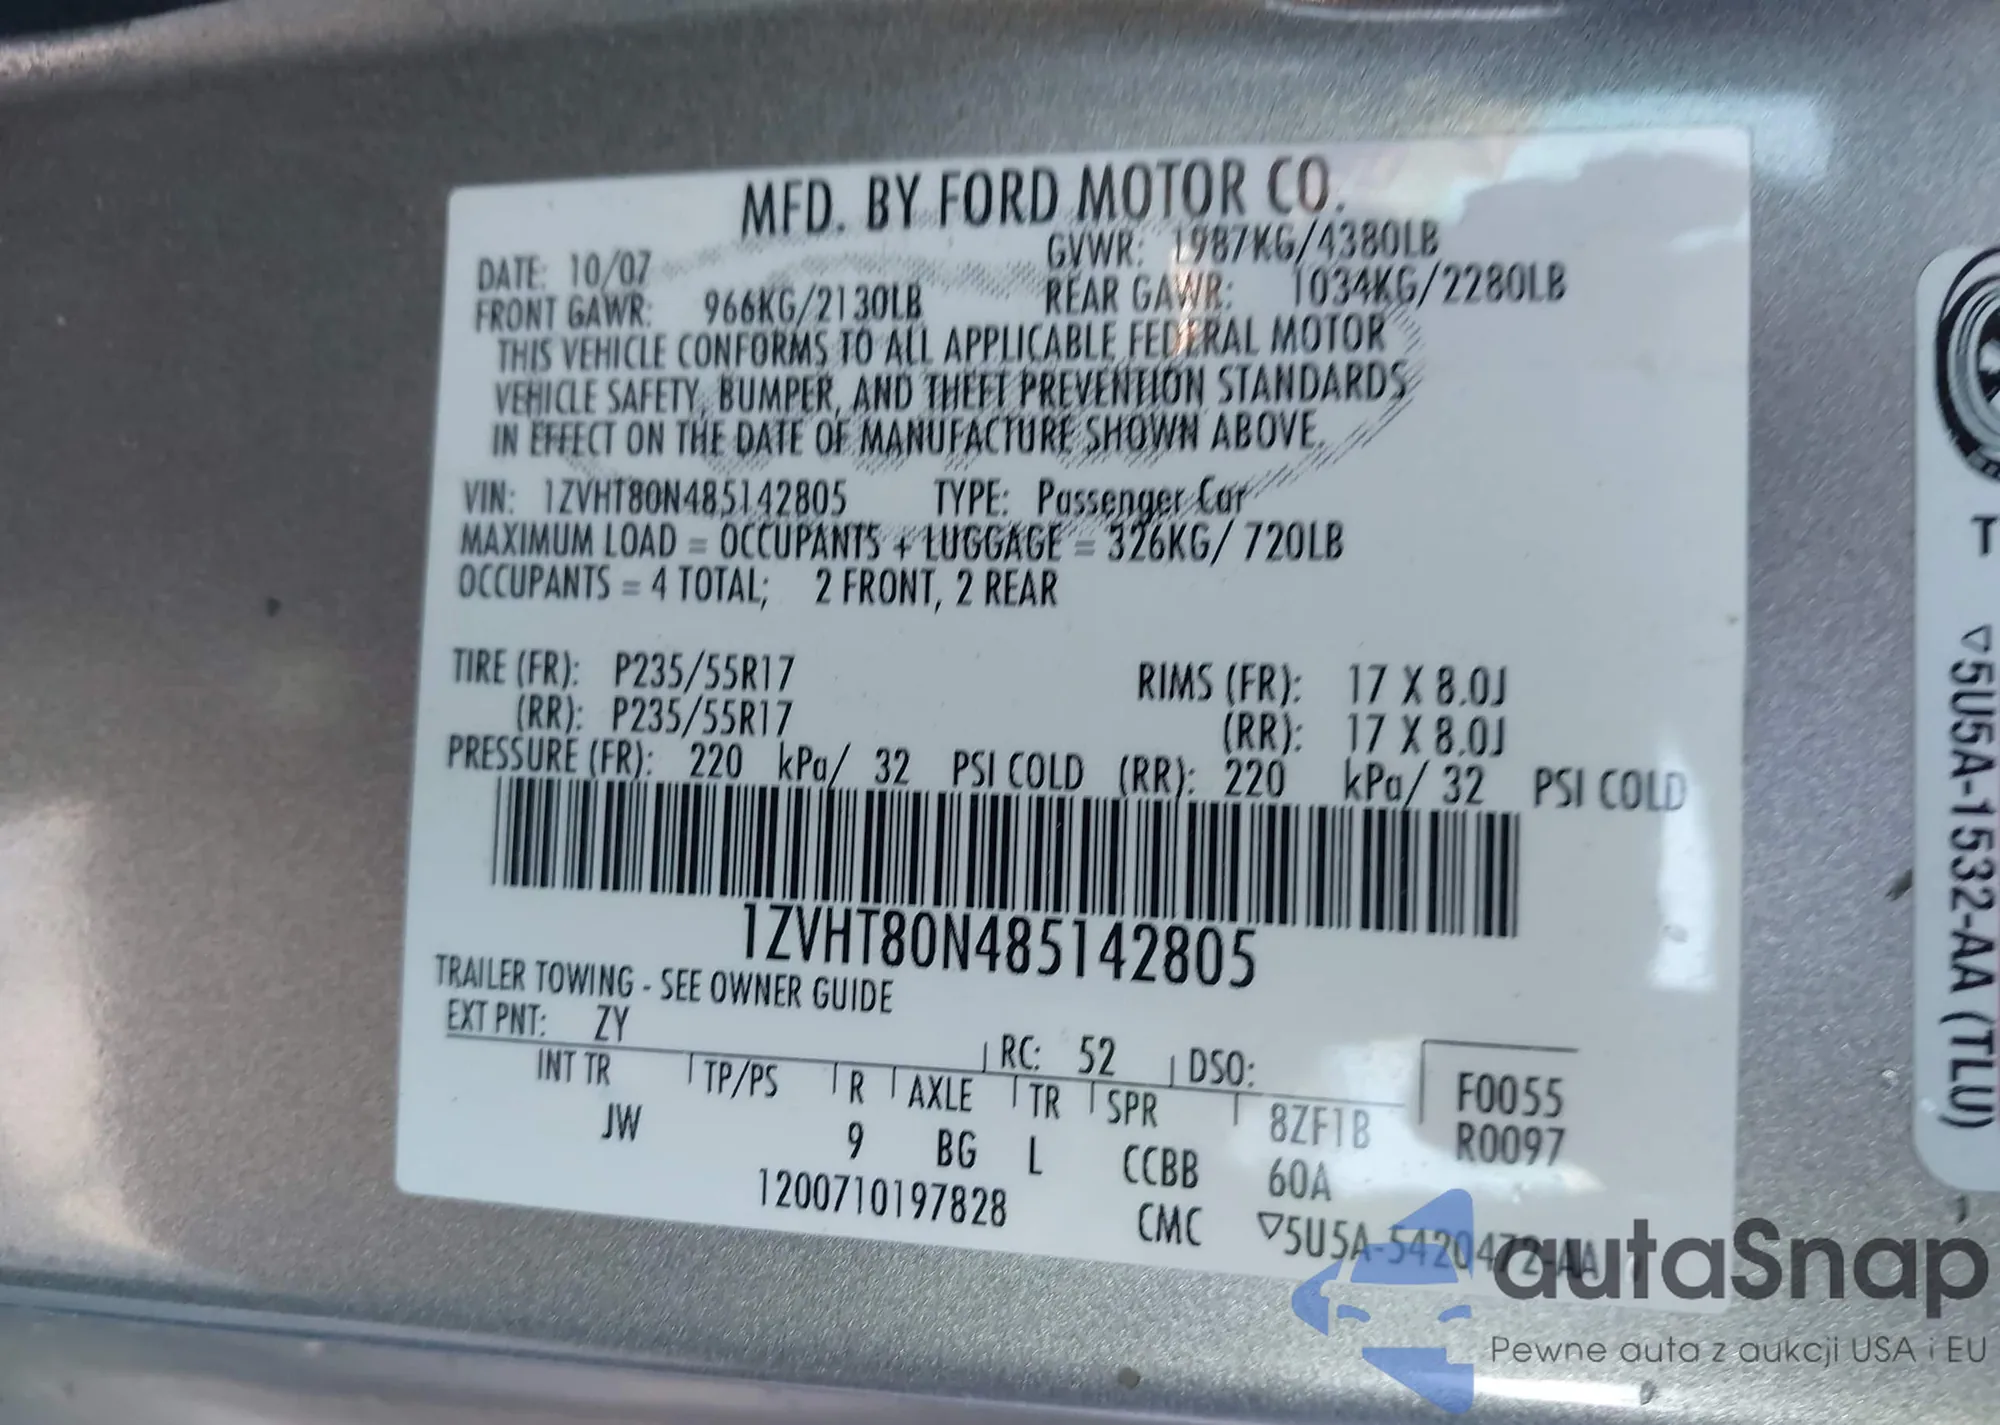 MFD. BY FORD MOTOR CO.
DATE: 10/07 GVWR: 1987KG/4380LB
FRONT GAWR: 966KG/2130LB REAR GAWR: 1034KG/2280LB
THIS VEHICLE CONFORMS TO ALL APPLICABLE FEDERAL MOTOR
VEHICLE SAFETY, BUMPER, AND THEFT PREVENTION STANDARDS
IN EFFECT ON THE DATE OF MANUFACTURE SHOWN ABOVE.
VIN: 1ZVHT80N485142805 TYPE: Passenger Car
MAXIMUM LOAD = OCCUPANTS + LUGGAGE = 326KG/ 720LB
OCCUPANTS = 4 TOTAL; 2 FRONT, 2 REAR
TIRE (FR): P235/55R17 RIMS (FR): 17 X 8.0J
(RR): P235/55R17 (RR): 17 X 8.0J
PRESSURE (FR): 220 kPa/ 32 PSI COLD (RR): 220 kPa/ 32 PSI COLD
1ZVHT80N485142805
TRAILER TOWING - SEE OWNER GUIDE
EXT PNT: ZY RC: 52 DSO:
INT TR TP/PS R AXLE TR SPR 8ZF1B F0055
JW 9 BG L CCBB 60A R0097
1200710197828 CMC ▽5U5A-5420472-AA
T ▽5U5A-1532-AA (TLU)
autaSnap
Pewne auta z aukcji USA i EU